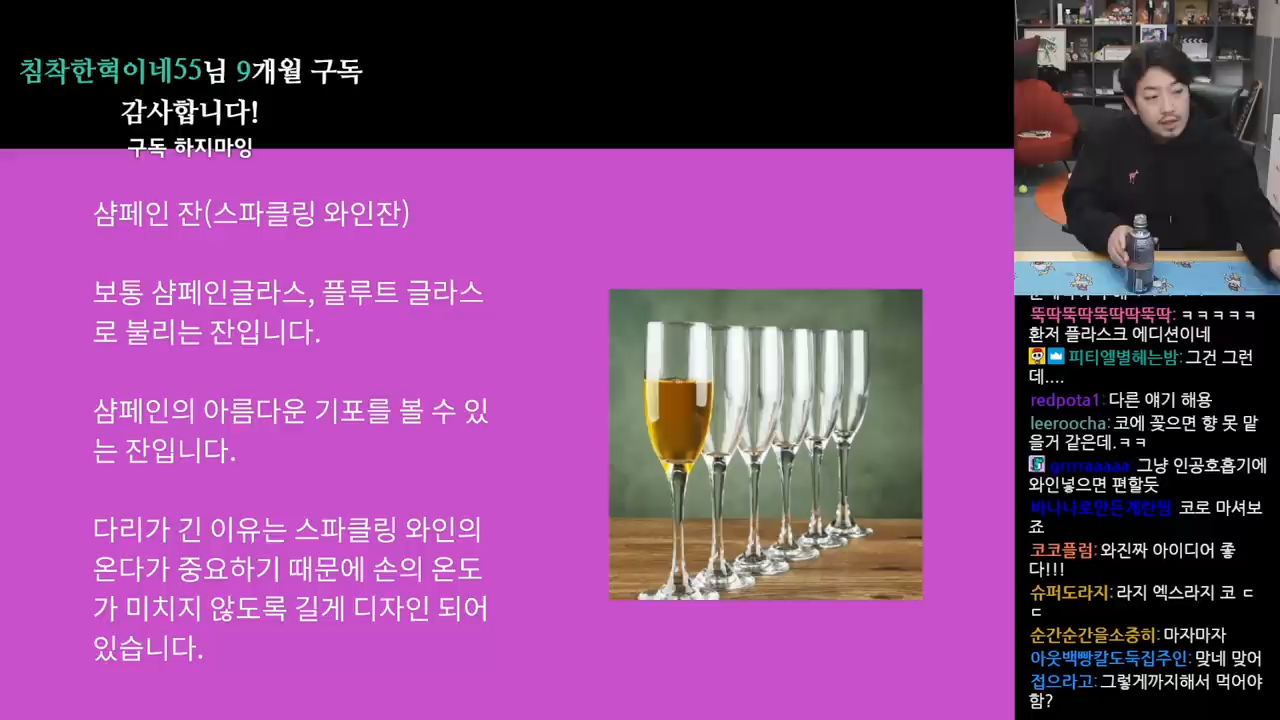 침착한혁이네55님 9개월 구독
감사합니다!
구독 하지마잉
샴페인 잔(스파클링 와인잔)
보통 샴페인글라스, 플루트 글라스
로 불리는 잔입니다.
샴페인의 아름다운 기포를 볼 수 있
는 잔입니다.
다리가 긴 이유는 스파클링 와인의
온다가 중요하기 때문에 손의 온도
가 미치지 않도록 길게 디자인 되어
있습니다.
뚝딱뚝딱뚝딱딱뚝딱: ㅋㅋㅋㅋㅋ
환저 플라스크 에디션이네
피티엘별헤는밤: 그건 그런
데....
redpota1: 다른 얘기 해용
leeroocha: 코에 꽂으면 향 못 맡
을거 같은데.ㅋㅋ
그냥 인공호흡기에
와인넣으면 편할듯
바나나로만든계란찜 코로 마셔보
죠
코코플럼: 와진짜 아이디어 좋
다!!!
슈퍼도라지: 라지 엑스라지 코 ㄷ
ㄷ
순간순간을소중히: 마자마자
아웃백빵칼도둑집주인: 맞네 맞어
접으라고: 그렇게까지해서 먹어야
함?